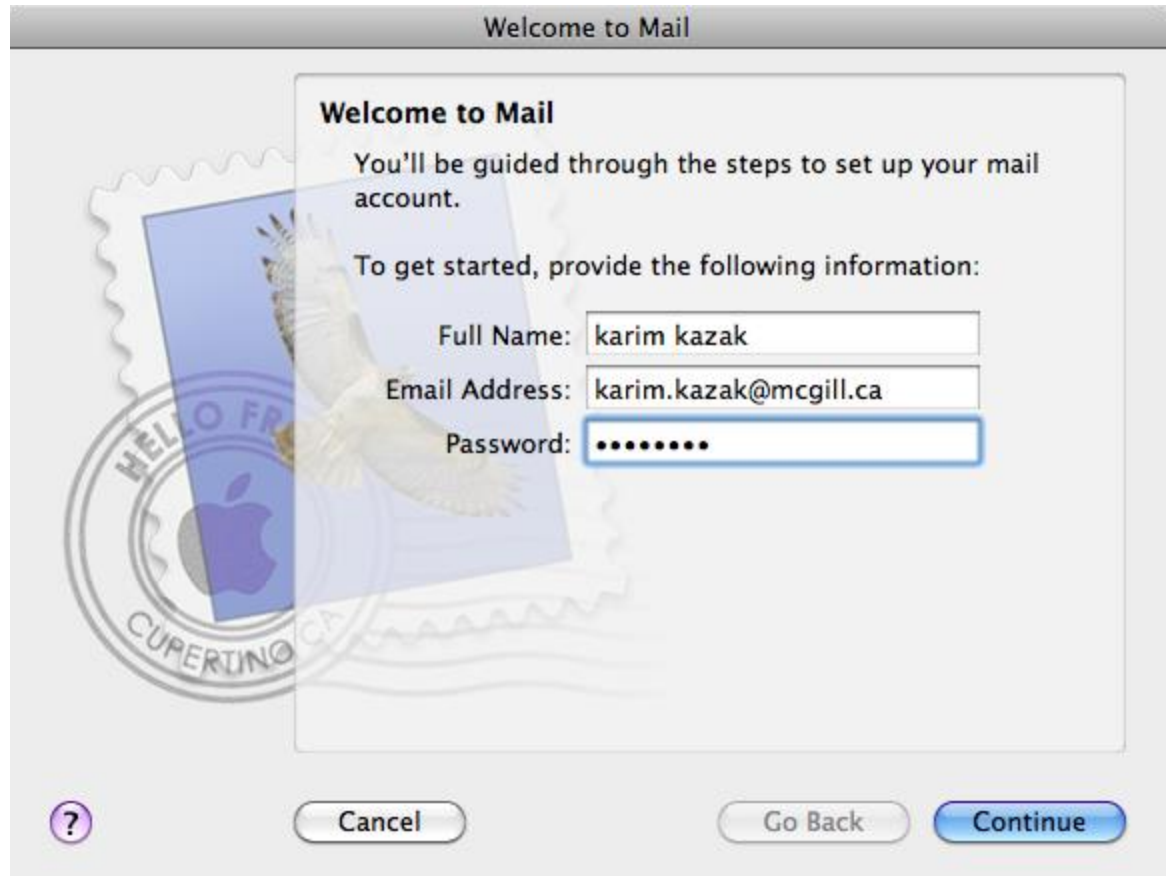 Welcome to Mail
Welcome to Mail
You'll be guided through the steps to set up your mail
account.
To get started, provide the following information:
Full Name: karim kazak
Email Address: karim.kazak@mcgill.ca
Password: ••••••••
HELLO FR
CUPERTINO CA
? Cancel Go Back Continue